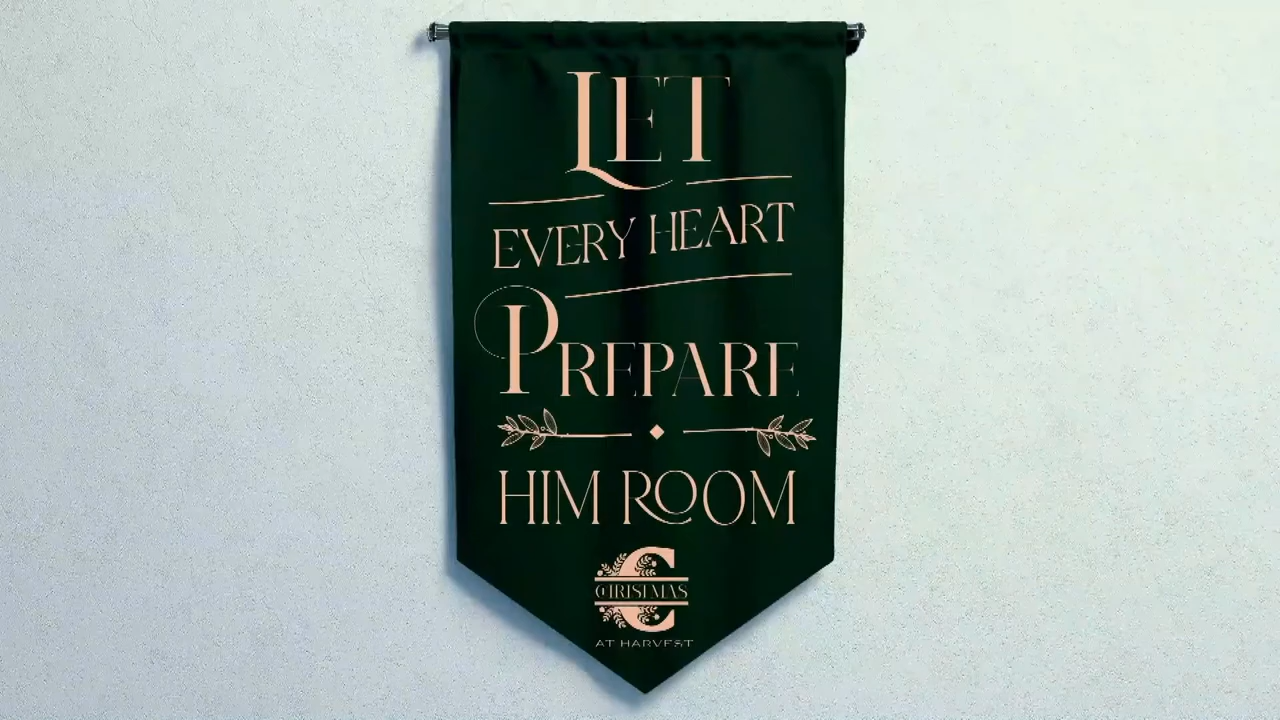 LET
EVERY HEART
PREPARE
HIM ROOM
CHRISTMAS
AT HARVEST